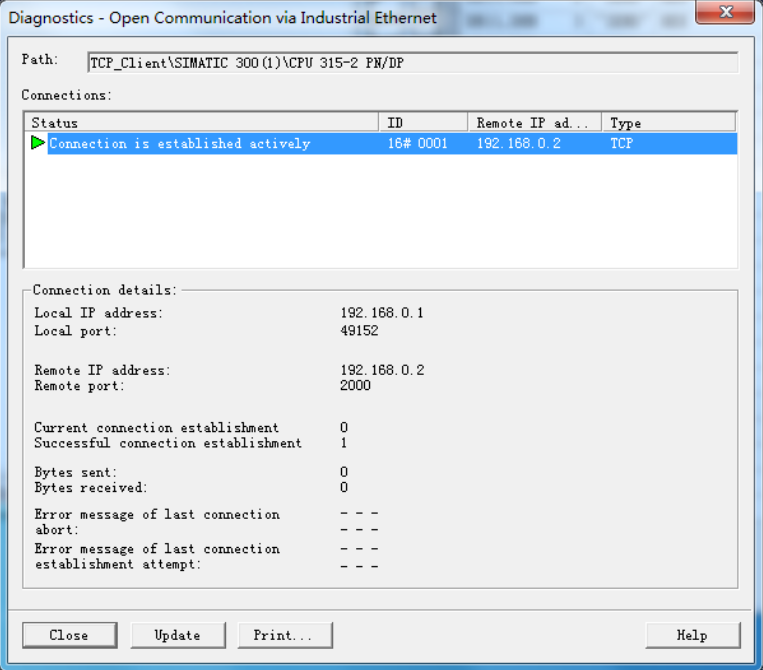 Diagnostics - Open Communication via Industrial Ethernet
Path: TCP_Client\SIMATIC 300(1)\CPU 315-2 PN/DP
Connections:
Status ID Remote IP ad... Type
Connection is established actively 16# 0001 192.168.0.2 TCP
Connection details:
Local IP address: 192.168.0.1
Local port: 49152
Remote IP address: 192.168.0.2
Remote port: 2000
Current connection establishment 0
Successful connection establishment 1
Bytes sent: 0
Bytes received: 0
Error message of last connection - - -
abort: - - -
Error message of last connection - - -
establishment attempt: - - -
Close Update Print... Help